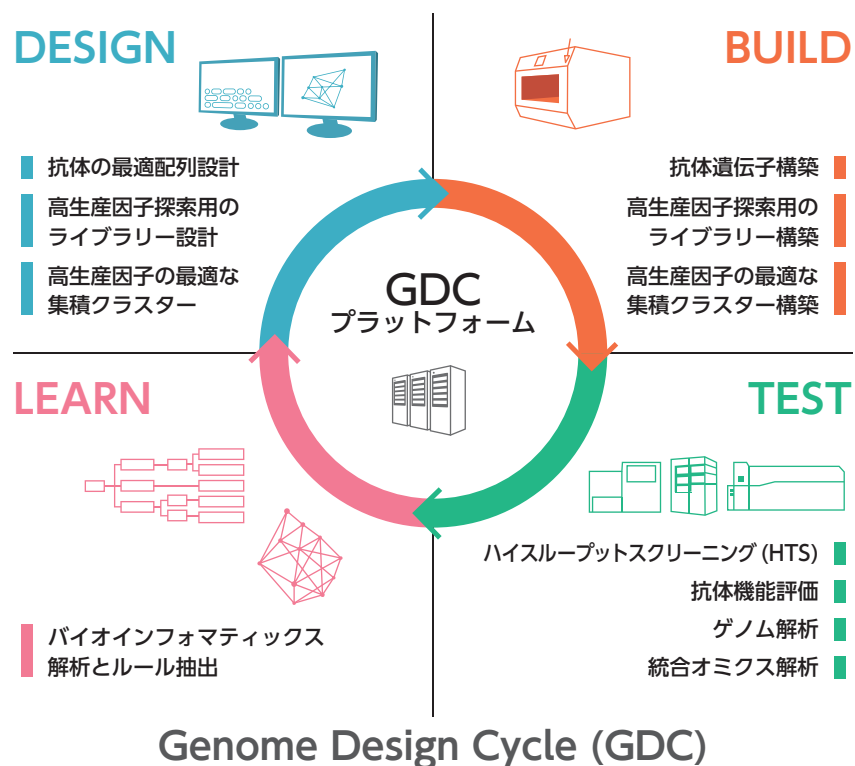 DESIGN
抗体の最適配列設計
高生産因子探索用の
ライブラリー設計
高生産因子の最適な
集積クラスター
BUILD
抗体遺伝子構築
高生産因子探索用の
ライブラリー構築
高生産因子の最適な
集積クラスター構築
GDC
プラットフォーム
LEARN
バイオインフォマティックス
解析とルール抽出
TEST
ハイスループットスクリーニング (HTS)
抗体機能評価
ゲノム解析
統合オミクス解析
Genome Design Cycle (GDC)